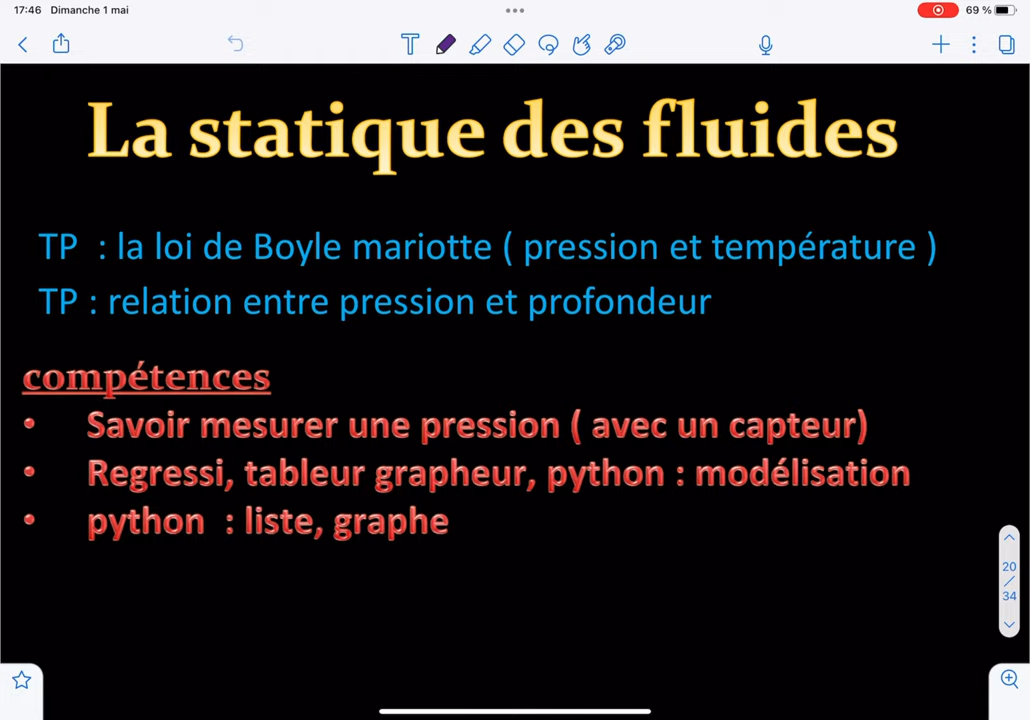 17:46 Dimanche 1 mai
69 %
La statique des fluides
TP : la loi de Boyle mariotte ( pression et température )
TP : relation entre pression et profondeur
compétences
• Savoir mesurer une pression ( avec un capteur)
• Regressi, tableur grapheur, python : modélisation
• python : liste, graphe
20
/
34